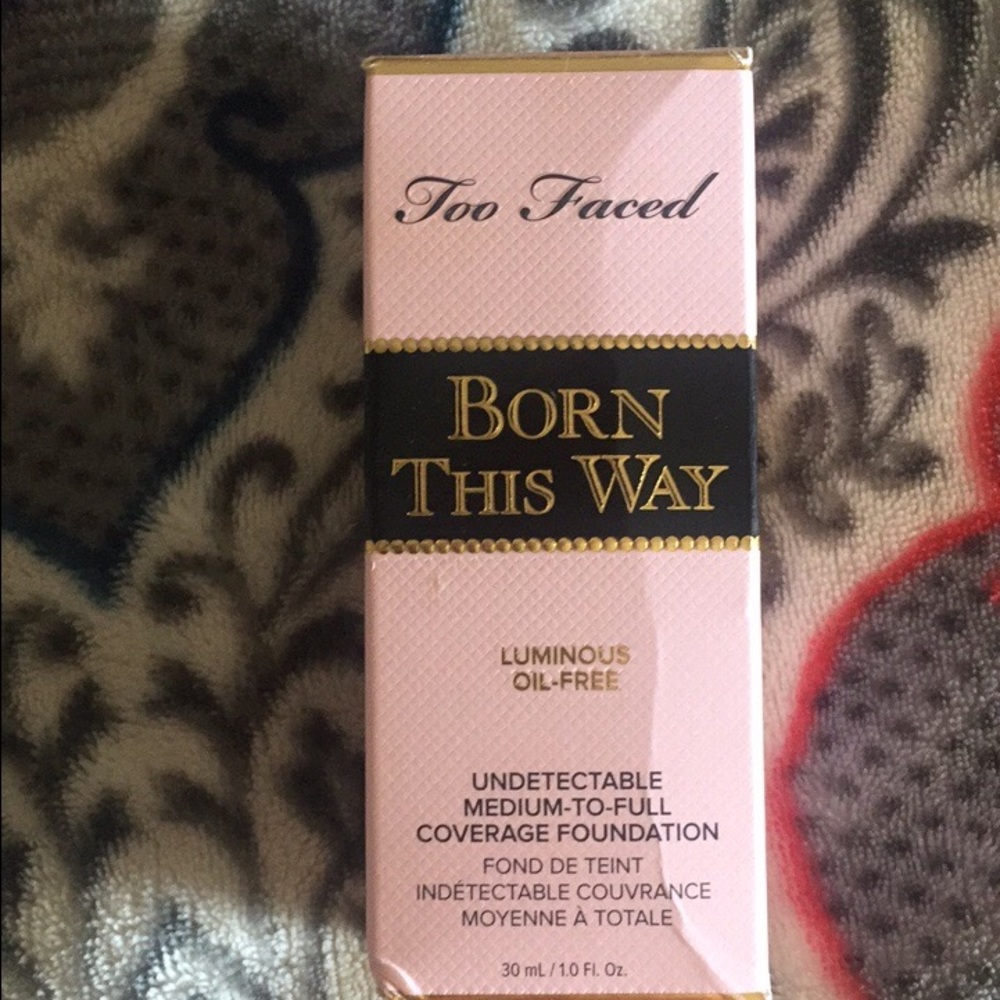 Too Faced
BORN
THIS WAY
LUMINOUS
OIL-FREE
UNDETECTABLE
MEDIUM-TO-FULL
COVERAGE FOUNDATION
FOND DE TEINT
INDÉTECTABLE COUVRANCE
MOYENNE À TOTALE
30 mL / 1.0 Fl. Oz.